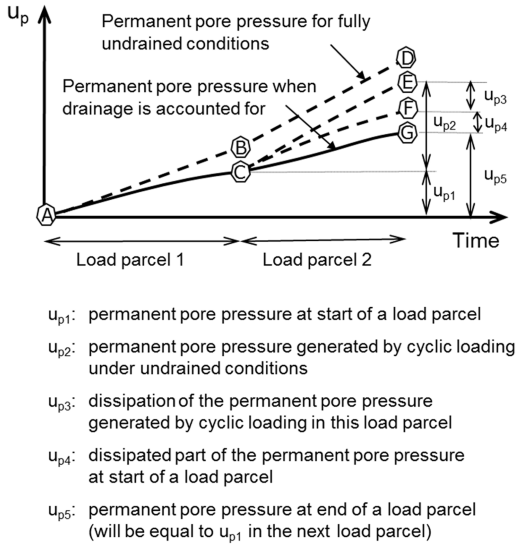 up
Permanent pore pressure for fully
undrained conditions
D
E
Permanent pore pressure when
drainage is accounted for
up3
F
up2
up4
B
G
C
up5
up1
A
Time
Load parcel 1
Load parcel 2
up1: permanent pore pressure at start of a load parcel
up2: permanent pore pressure generated by cyclic loading
under undrained conditions
up3: dissipation of the permanent pore pressure
generated by cyclic loading in this load parcel
up4: dissipated part of the permanent pore pressure
at start of a load parcel
up5: permanent pore pressure at end of a load parcel
(will be equal to up1 in the next load parcel)